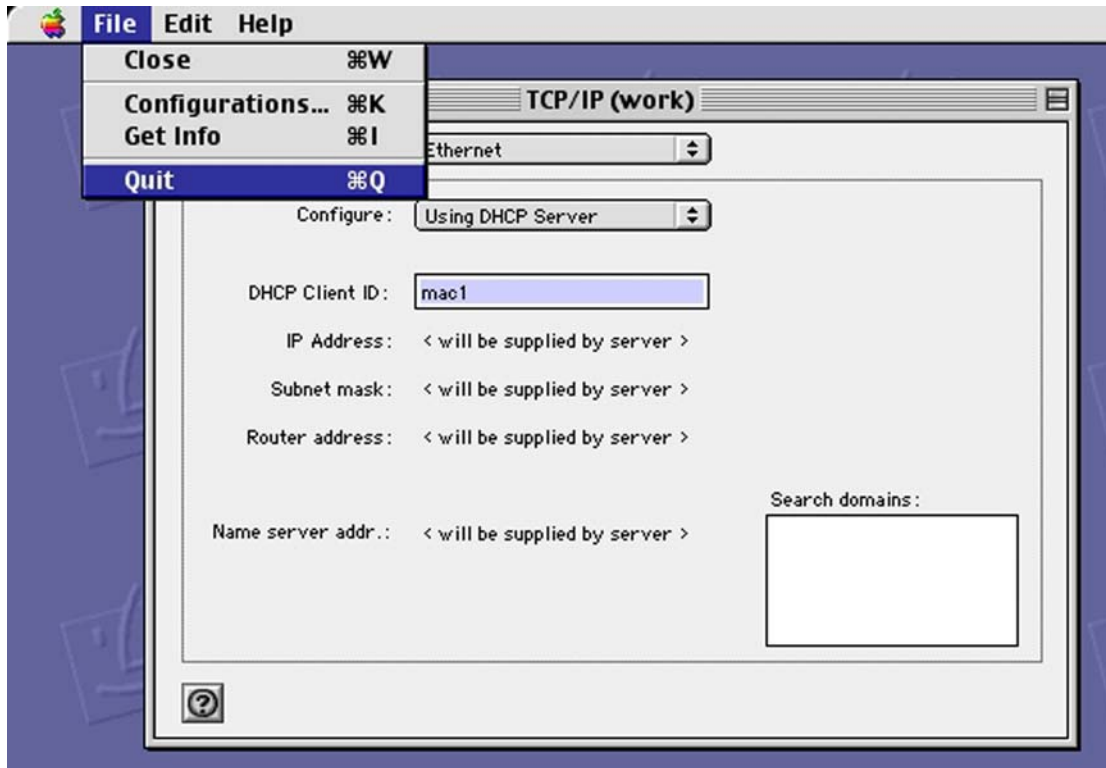 File Edit Help
Close ⌘W
Configurations... ⌘K
Get Info ⌘I
Quit ⌘Q
TCP/IP (work)
Ethernet
Configure: Using DHCP Server
DHCP Client ID: mac1
IP Address: < will be supplied by server >
Subnet mask: < will be supplied by server >
Router address: < will be supplied by server >
Search domains:
Name server addr.: < will be supplied by server >
?